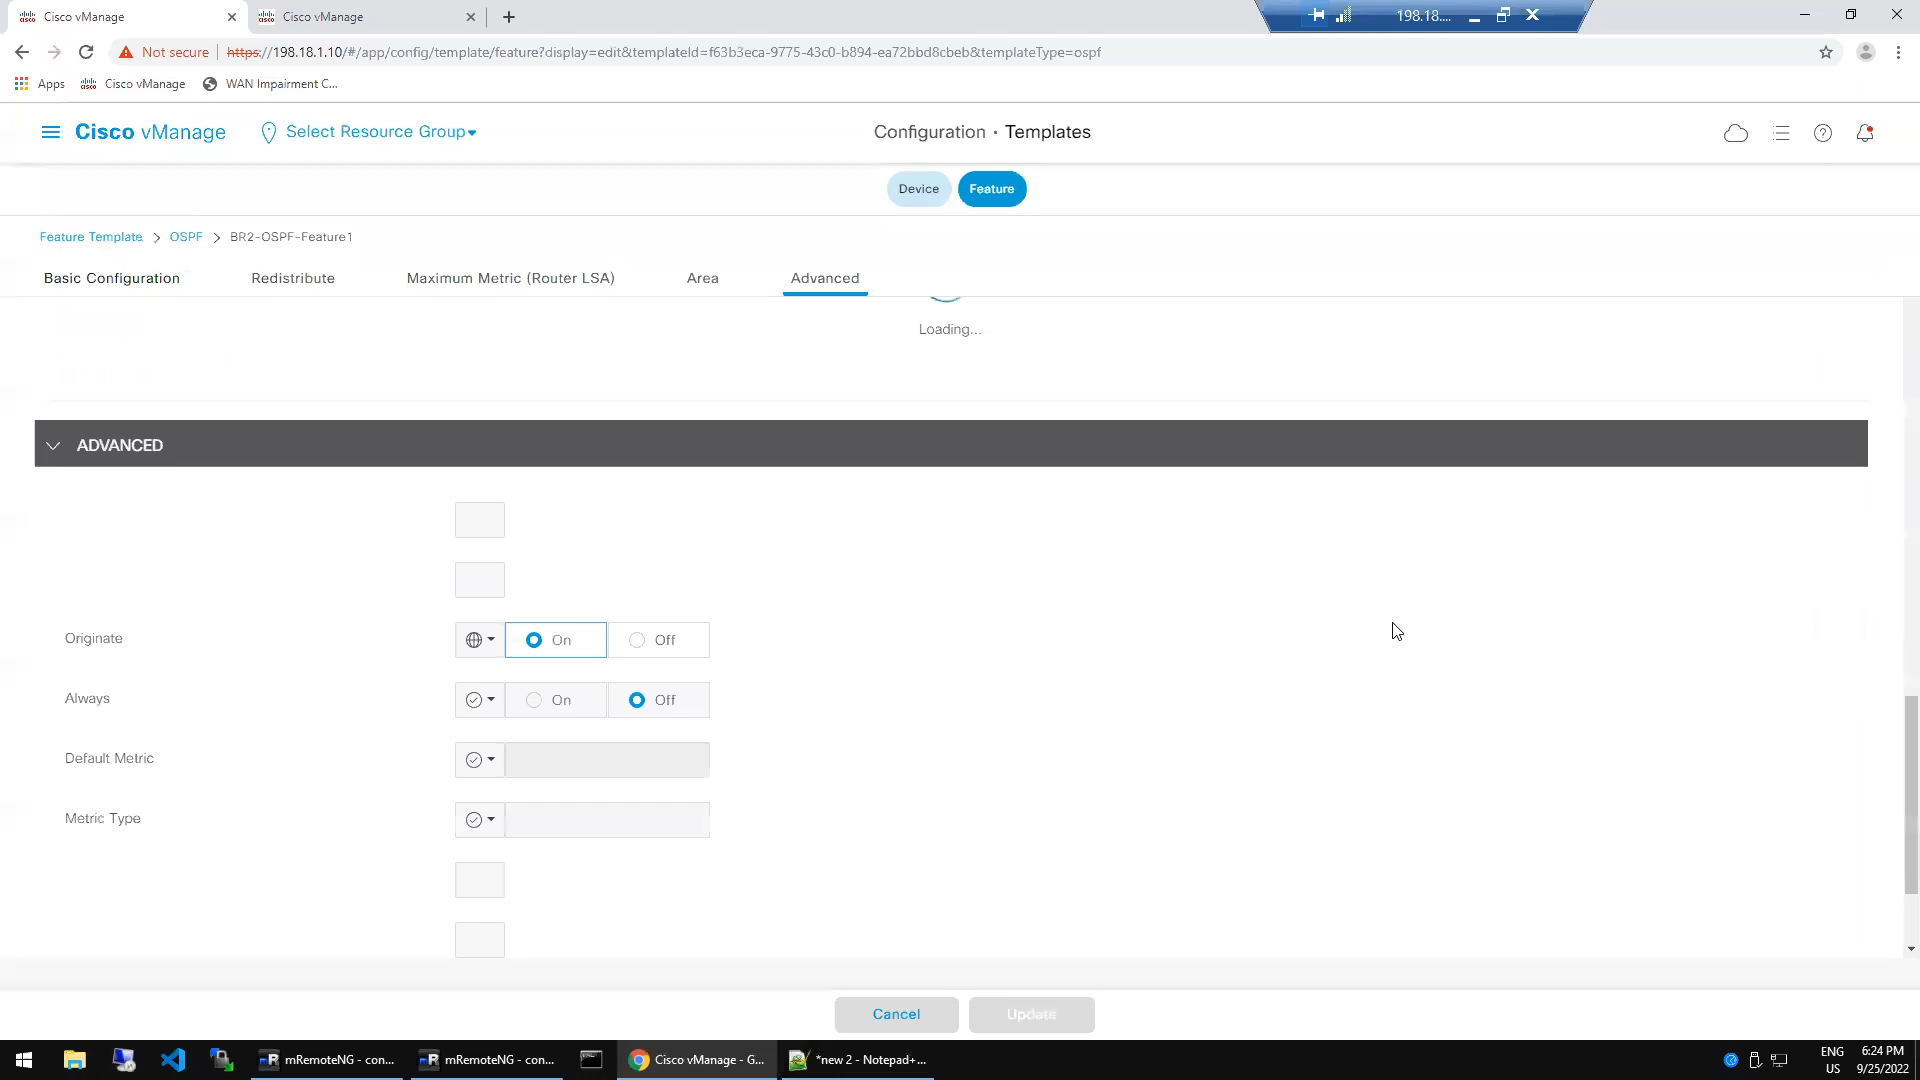 Cisco vManage
Cisco vManage
198.18....
Not secure
https://198.18.1.10/#/app/config/template/feature?display=edit&templateId=f63b3eca-9775-43c0-b894-ea72bbd8cbeb&templateType=ospf
Apps
Cisco vManage
WAN Impairment C...
Cisco vManage
Select Resource Group
Configuration · Templates
Device
Feature
Feature Template > OSPF > BR2-OSPF-Feature1
Basic Configuration
Redistribute
Maximum Metric (Router LSA)
Area
Advanced
Loading...
ADVANCED
Originate
On
Off
Always
On
Off
Default Metric
Metric Type
Cancel
Update
mRemoteNG - con...
mRemoteNG - con...
Cisco vManage - G...
*new 2 - Notepad+...
ENG
US
6:24 PM
9/25/2022